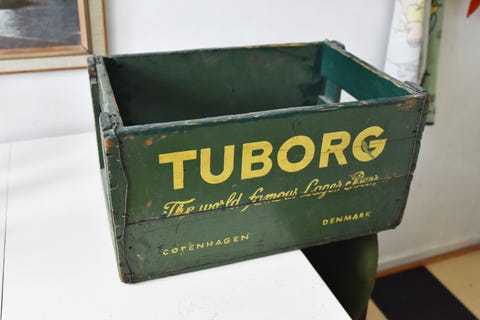 TUBORG
The world famous Lager Beer
COPENHAGEN DENMARK